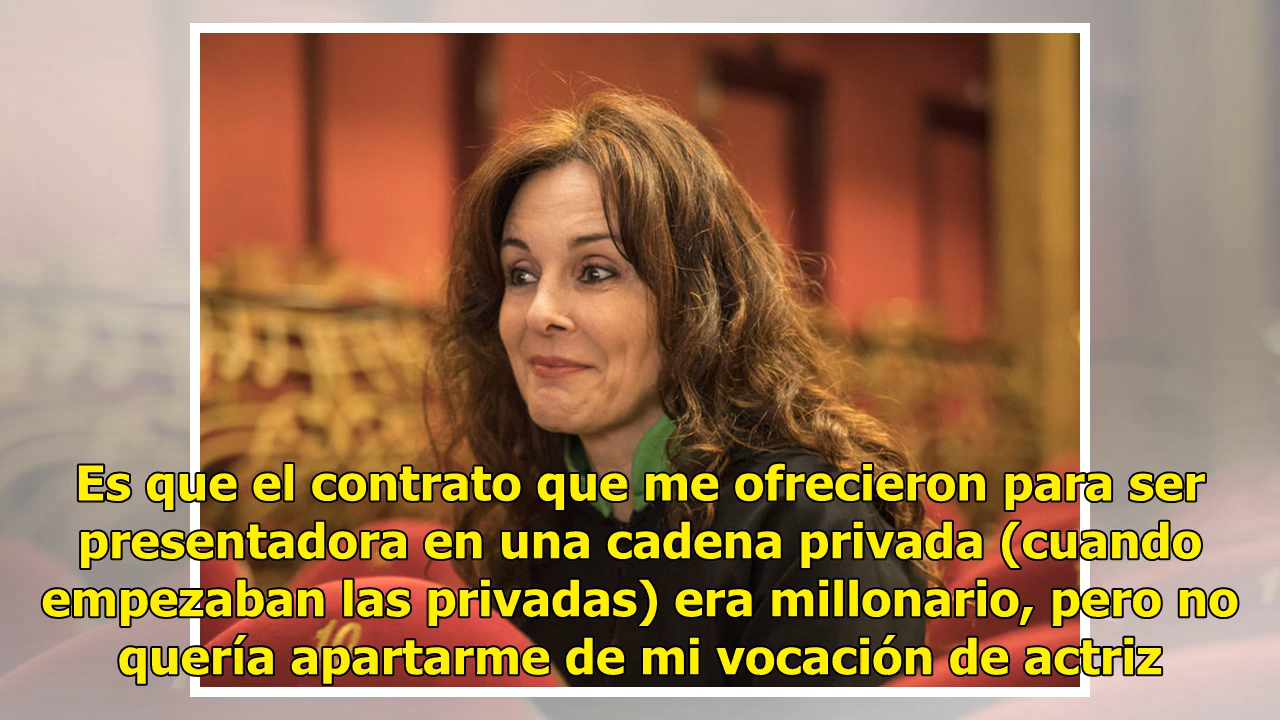 Es que el contrato que me ofrecieron para ser
presentadora en una cadena privada (cuando
empezaban las privadas) era millonario, pero no
quería apartarme de mi vocación de actriz
10